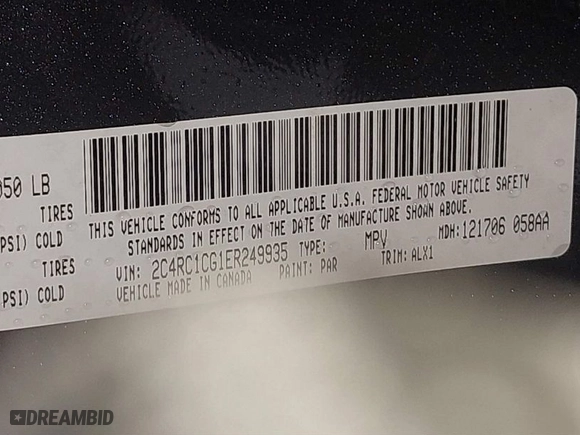 050 LB
TIRES
PSI) COLD
TIRES
PSI) COLD
THIS VEHICLE CONFORMS TO ALL APPLICABLE U.S.A. FEDERAL MOTOR VEHICLE SAFETY
STANDARDS IN EFFECT ON THE DATE OF MANUFACTURE SHOWN ABOVE.
VIN: 2C4RC1CG1ER249935 TYPE: MPV MDH: 121706 058AA
VEHICLE MADE IN CANADA PAINT: PAR TRIM: ALX1
DREAMBID